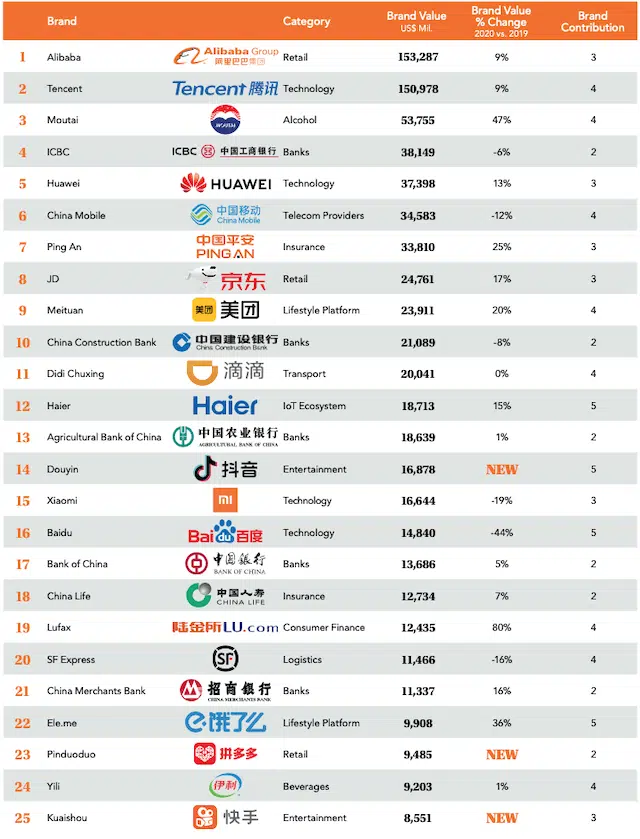 Brand Category Brand Value US$ Mil. Brand Value % Change 2020 vs. 2019 Brand Contribution
1 Alibaba Alibaba Group 阿里巴巴集团 Retail 153,287 9% 3
2 Tencent Tencent 腾讯 Technology 150,978 9% 4
3 Moutai MOUTAI Alcohol 53,755 47% 4
4 ICBC ICBC 中国工商银行 Banks 38,149 -6% 2
5 Huawei HUAWEI Technology 37,398 13% 3
6 China Mobile 中国移动 China Mobile Telecom Providers 34,583 -12% 4
7 Ping An 中国平安 PING AN Insurance 33,810 25% 3
8 JD 京东 Retail 24,761 17% 3
9 Meituan 美团 美团 Lifestyle Platform 23,911 20% 4
10 China Construction Bank 中国建设银行 China Construction Bank Banks 21,089 -8% 2
11 Didi Chuxing 滴滴 Transport 20,041 0% 4
12 Haier Haier IoT Ecosystem 18,713 15% 5
13 Agricultural Bank of China 中国农业银行 AGRICULTURAL BANK OF CHINA Banks 18,639 1% 2
14 Douyin 抖音 Entertainment 16,878 NEW 5
15 Xiaomi MI Technology 16,644 -19% 3
16 Baidu Bai du 百度 Technology 14,840 -44% 5
17 Bank of China 中国银行 BANK OF CHINA Banks 13,686 5% 2
18 China Life 中国人寿 CHINA LIFE Insurance 12,734 7% 2
19 Lufax 陆金所 LU.com Consumer Finance 12,435 80% 4
20 SF Express SF Logistics 11,466 -16% 4
21 China Merchants Bank 招商银行 CHINA MERCHANTS BANK Banks 11,337 16% 2
22 Ele.me 饿了么 Lifestyle Platform 9,908 36% 5
23 Pinduoduo 拼多多 Retail 9,485 NEW 2
24 Yili 伊利 Beverages 9,203 1% 4
25 Kuaishou 快手 Entertainment 8,551 NEW 3